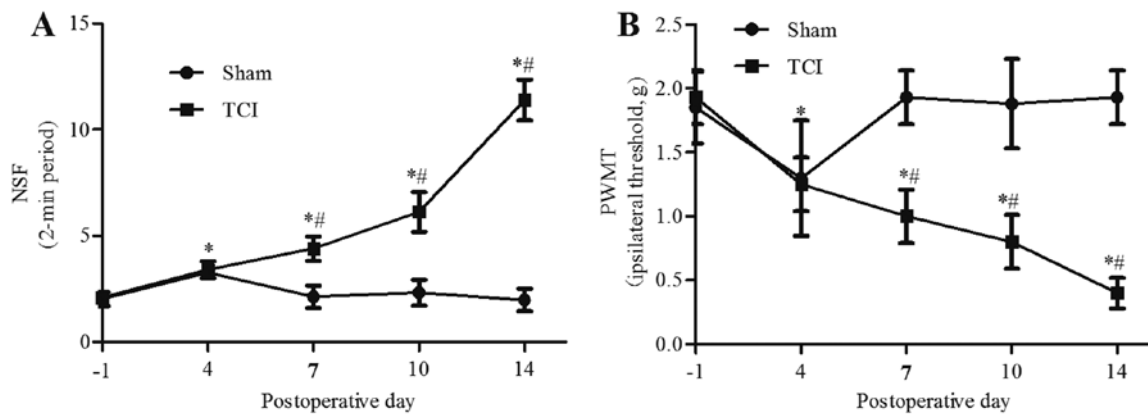 A
Sham
TCI
NSF
(2-min period)
15
10
5
0
*
*#
*#
*#
-1 4 7 10 14
Postoperative day
B
Sham
TCI
PWMT
(ipsilateral threshold, g)
2.5
2.0
1.5
1.0
0.5
0.0
*
*#
*#
*#
-1 4 7 10 14
Postoperative day